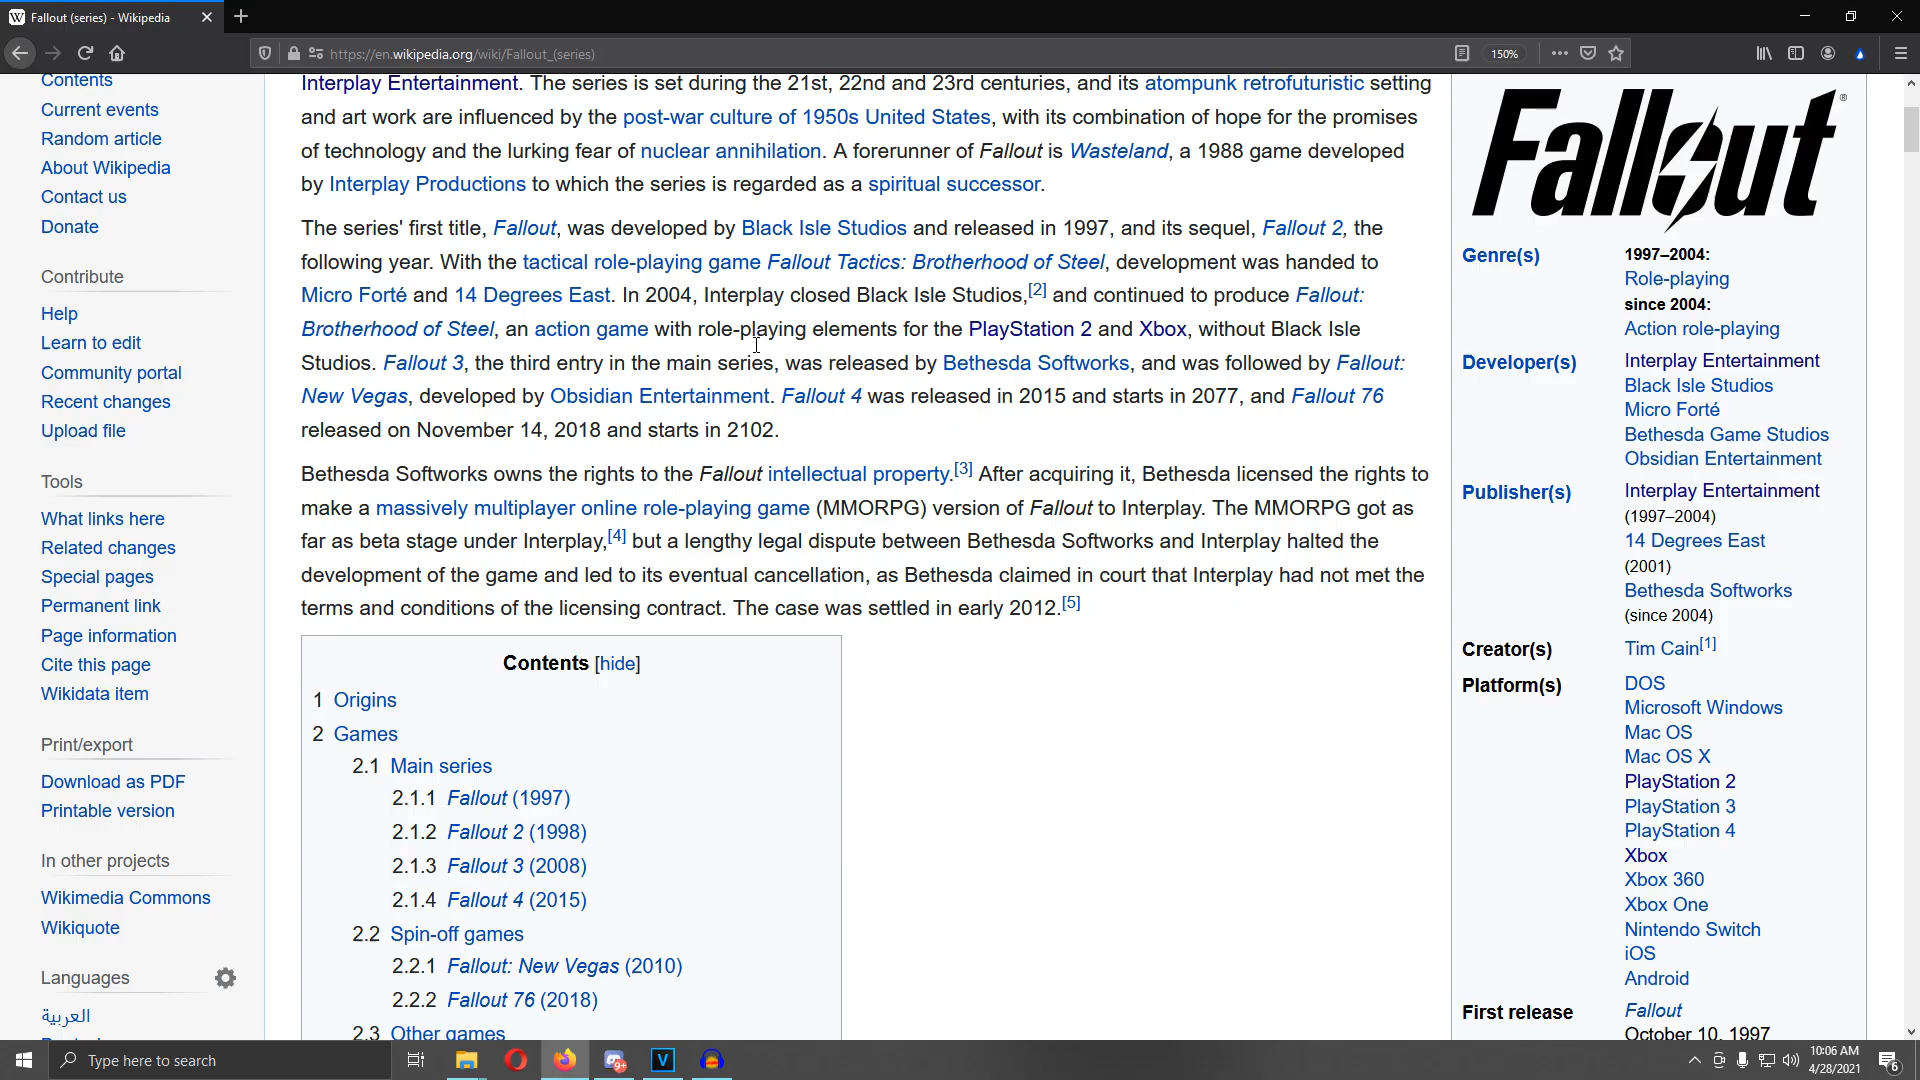 Fallout (series) - Wikipedia
https://en.wikipedia.org/wiki/Fallout_(series)
150%
Contents
Current events
Random article
About Wikipedia
Contact us
Donate
Contribute
Help
Learn to edit
Community portal
Recent changes
Upload file
Tools
What links here
Related changes
Special pages
Permanent link
Page information
Cite this page
Wikidata item
Print/export
Download as PDF
Printable version
In other projects
Wikimedia Commons
Wikiquote
Languages
العربية
Interplay Entertainment. The series is set during the 21st, 22nd and 23rd centuries, and its atompunk retrofuturistic setting
and art work are influenced by the post-war culture of 1950s United States, with its combination of hope for the promises
of technology and the lurking fear of nuclear annihilation. A forerunner of Fallout is Wasteland, a 1988 game developed
by Interplay Productions to which the series is regarded as a spiritual successor.
The series' first title, Fallout, was developed by Black Isle Studios and released in 1997, and its sequel, Fallout 2, the
following year. With the tactical role-playing game Fallout Tactics: Brotherhood of Steel, development was handed to
Micro Forté and 14 Degrees East. In 2004, Interplay closed Black Isle Studios,[2] and continued to produce Fallout:
Brotherhood of Steel, an action game with role-playing elements for the PlayStation 2 and Xbox, without Black Isle
Studios. Fallout 3, the third entry in the main series, was released by Bethesda Softworks, and was followed by Fallout:
New Vegas, developed by Obsidian Entertainment. Fallout 4 was released in 2015 and starts in 2077, and Fallout 76
released on November 14, 2018 and starts in 2102.
Bethesda Softworks owns the rights to the Fallout intellectual property.[3] After acquiring it, Bethesda licensed the rights to
make a massively multiplayer online role-playing game (MMORPG) version of Fallout to Interplay. The MMORPG got as
far as beta stage under Interplay,[4] but a lengthy legal dispute between Bethesda Softworks and Interplay halted the
development of the game and led to its eventual cancellation, as Bethesda claimed in court that Interplay had not met the
terms and conditions of the licensing contract. The case was settled in early 2012.[5]
Contents [hide]
1 Origins
2 Games
2.1 Main series
2.1.1 Fallout (1997)
2.1.2 Fallout 2 (1998)
2.1.3 Fallout 3 (2008)
2.1.4 Fallout 4 (2015)
2.2 Spin-off games
2.2.1 Fallout: New Vegas (2010)
2.2.2 Fallout 76 (2018)
2.3 Other games
Fallout®
Genre(s) 1997–2004:
Role-playing
since 2004:
Action role-playing
Developer(s) Interplay Entertainment
Black Isle Studios
Micro Forté
Bethesda Game Studios
Obsidian Entertainment
Publisher(s) Interplay Entertainment
(1997–2004)
14 Degrees East
(2001)
Bethesda Softworks
(since 2004)
Creator(s) Tim Cain[1]
Platform(s) DOS
Microsoft Windows
Mac OS
Mac OS X
PlayStation 2
PlayStation 3
PlayStation 4
Xbox
Xbox 360
Xbox One
Nintendo Switch
iOS
Android
First release Fallout
October 10, 1997
Type here to search
9+
V
10:06 AM
4/28/2021
6